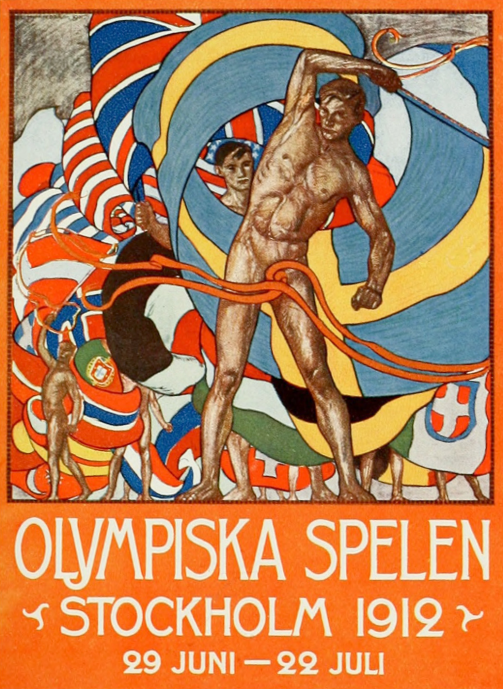 OLYMPISKA SPELEN
STOCKHOLM 1912
29 JUNI — 22 JULI